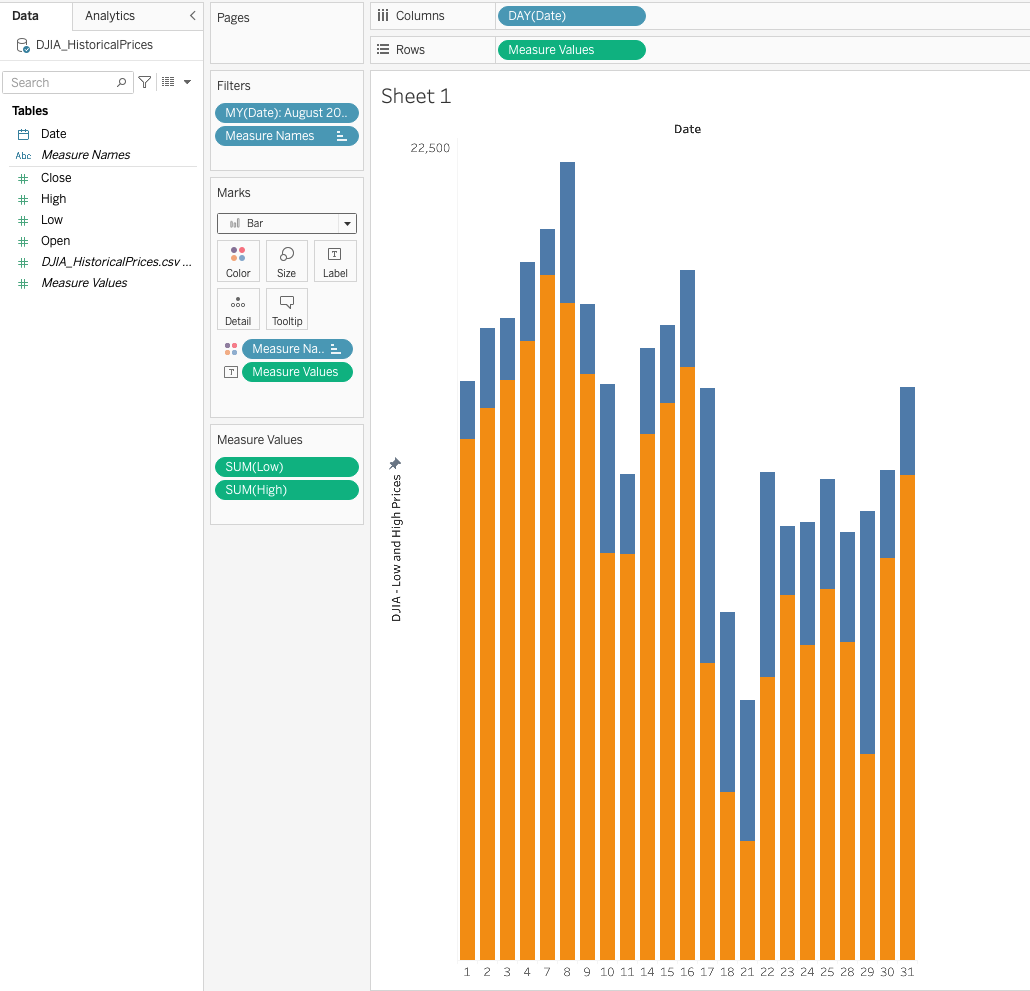 Data
Analytics
DJIA_HistoricalPrices
Search
Tables
Date
Abc Measure Names
Close
High
Low
Open
DJIA_HistoricalPrices.csv ...
Measure Values
Pages
Filters
MY(Date): August 20..
Measure Names
Marks
Bar
Color
Size
T
Label
Detail
Tooltip
Measure Na..
T
Measure Values
Measure Values
SUM(Low)
SUM(High)
Columns
DAY(Date)
Rows
Measure Values
Sheet 1
Date
22,500
DJIA - Low and High Prices
1 2 3 4 7 8 9 10 11 14 15 16 17 18 21 22 23 24 25 28 29 30 31